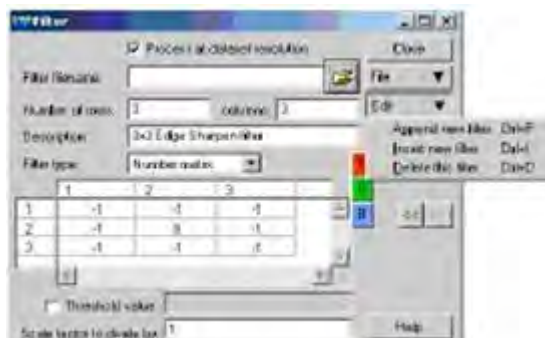 Filter
Process at dataset resolution
Close
Filter filename:
File
Number of rows: 3 columns: 3
Edit
Description: 3x3 Edge Sharpen filter
Append new filter Ctrl+P
Insert new filter Ctrl+I
Delete this filter Ctrl+D
Filter type: Number matrix
1 2 3
1 -1 -1 -1
2 -1 -1
3 -1 -1 -1
B
<<
Threshold value:
Scale factor to divide by: 1
Help